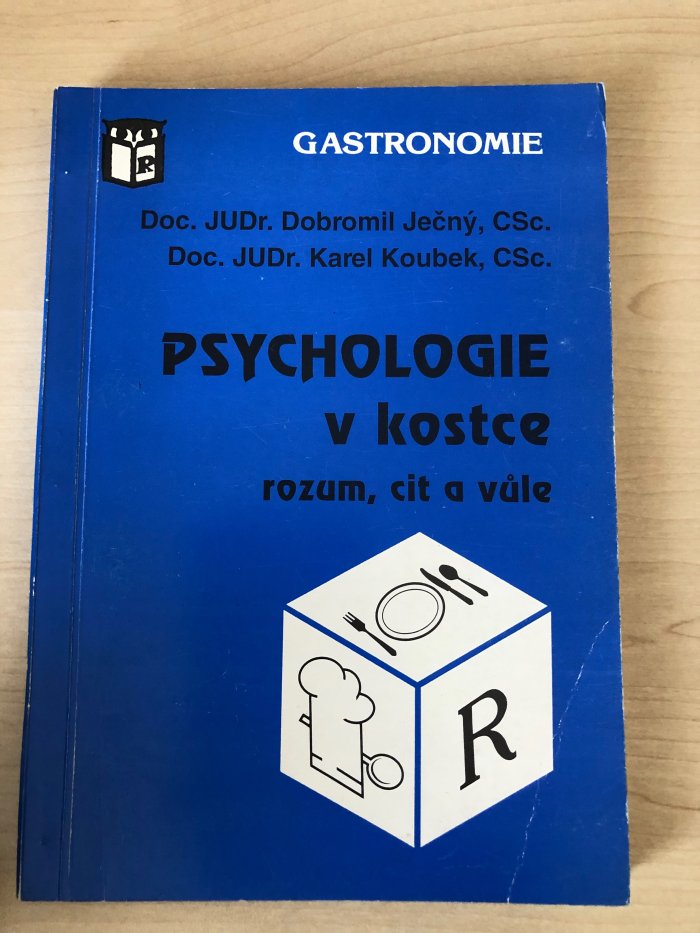 R
GASTRONOMIE
Doc. JUDr. Dobromil Ječný, CSc.
Doc. JUDr. Karel Koubek, CSc.
PSYCHOLOGIE
v kostce
rozum, cit a vůle
R